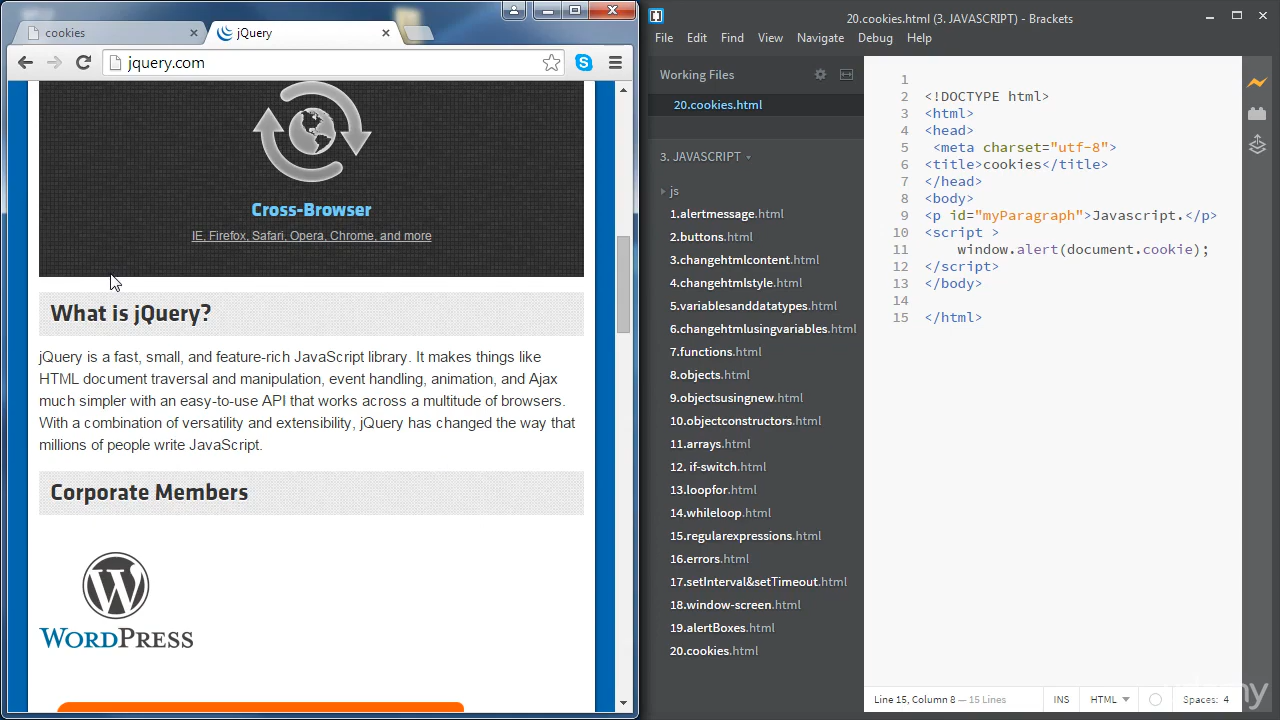 cookies
jQuery
jquery.com
Cross-Browser
IE, Firefox, Safari, Opera, Chrome, and more
What is jQuery?
jQuery is a fast, small, and feature-rich JavaScript library. It makes things like
HTML document traversal and manipulation, event handling, animation, and Ajax
much simpler with an easy-to-use API that works across a multitude of browsers.
With a combination of versatility and extensibility, jQuery has changed the way that
millions of people write JavaScript.
Corporate Members
WORDPRESS
20.cookies.html (3. JAVASCRIPT) - Brackets
File Edit Find View Navigate Debug Help
Working Files
20.cookies.html
3. JAVASCRIPT
js
1.alertmessage.html
2.buttons.html
3.changehtmlcontent.html
4.changehtmlstyle.html
5.variablesanddatatypes.html
6.changehtmlusingvariables.html
7.functions.html
8.objects.html
9.objectsusingnew.html
10.objectconstructors.html
11.arrays.html
12. if-switch.html
13.loopfor.html
14.whileloop.html
15.regularexpressions.html
16.errors.html
17.setInterval&setTimeout.html
18.window-screen.html
19.alertBoxes.html
20.cookies.html
1
2 <!DOCTYPE html>
3 <html>
4 <head>
5 <meta charset="utf-8">
6 <title>cookies</title>
7 </head>
8 <body>
9 <p id="myParagraph">Javascript.</p>
10 <script >
11 window.alert(document.cookie);
12 </script>
13 </body>
14
15 </html>
Line 15, Column 8 — 15 Lines
INS HTML Spaces: 4